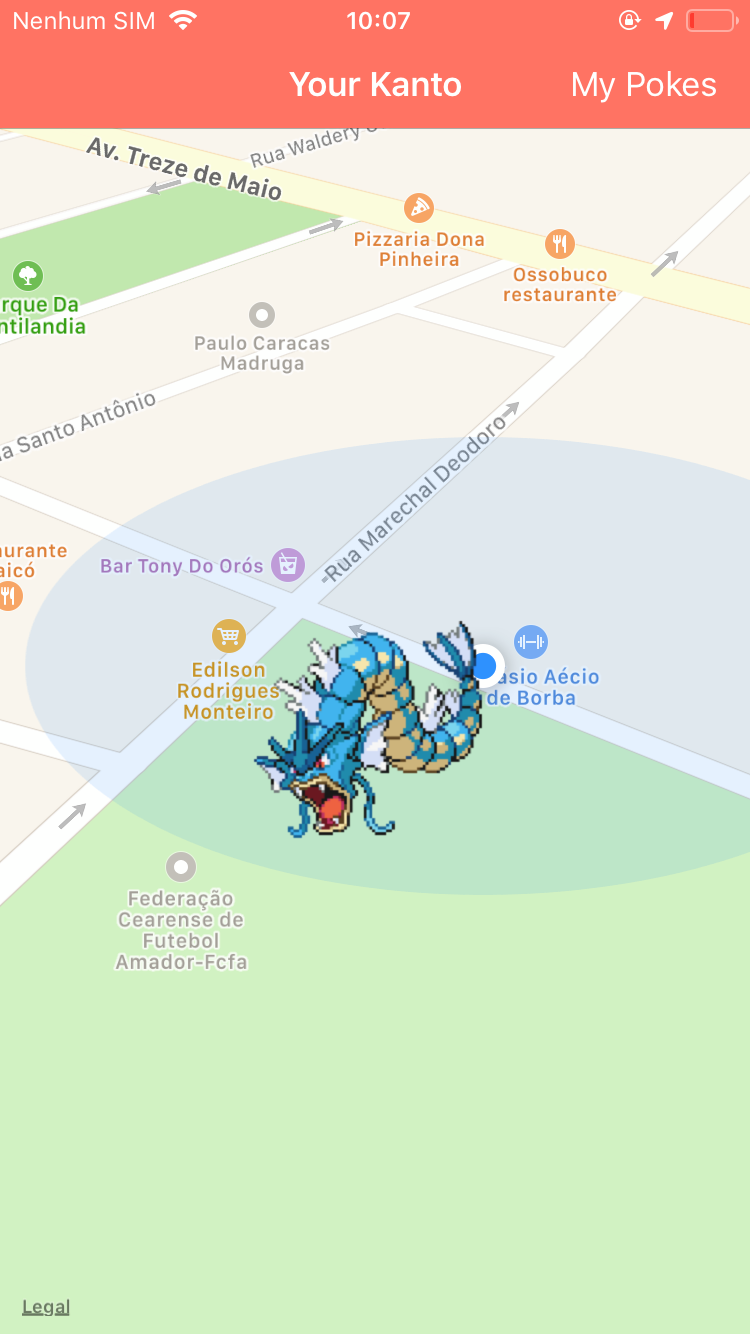 Nenhum SIM
10:07
Your Kanto
My Pokes
Rua Waldery
Av. Treze de Maio
Pizzaria Dona
Pinheira
Ossobuco
restaurante
rque Da
ntilandia
Paulo Caracas
Madruga
a Santo Antônio
Rua Marechal Deodoro
urante
aicó
Bar Tony Do Orós
Edilson
Rodrigues
Monteiro
asio Aécio
de Borba
Federação
Cearense de
Futebol
Amador-Fcfa
Legal